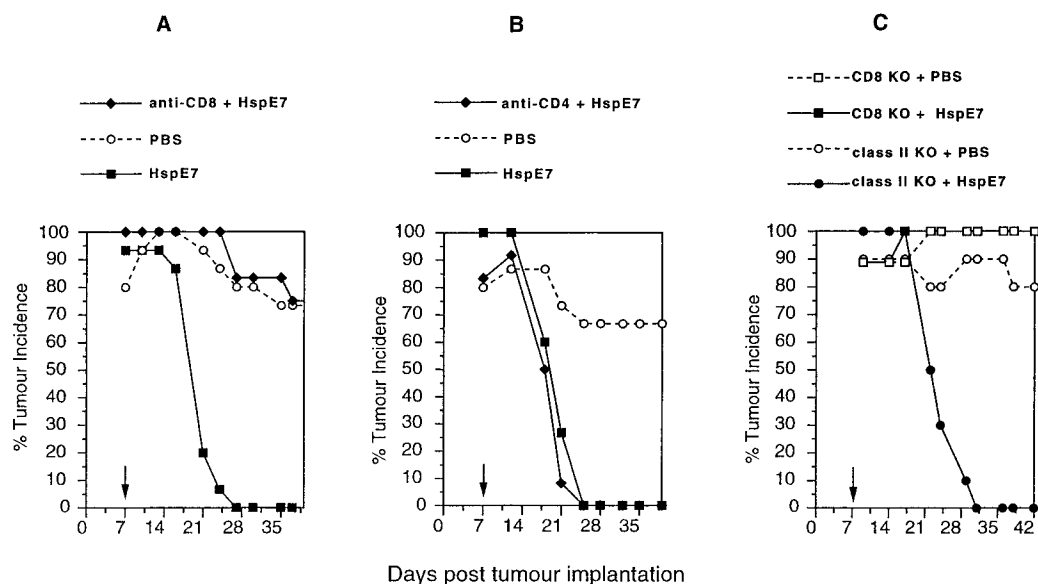 A
anti-CD8 + HspE7
PBS
HspE7
% Tumour Incidence
100
90
80
70
60
50
40
30
20
10
0
0 7 14 21 28 35
B
anti-CD4 + HspE7
PBS
HspE7
% Tumour Incidence
100
90
80
70
60
50
40
30
20
10
0
0 7 14 21 28 35
C
CD8 KO + PBS
CD8 KO + HspE7
class II KO + PBS
class II KO + HspE7
% Tumour Incidence
100
90
80
70
60
50
40
30
20
10
0
0 7 14 21 28 35 42
Days post tumour implantation